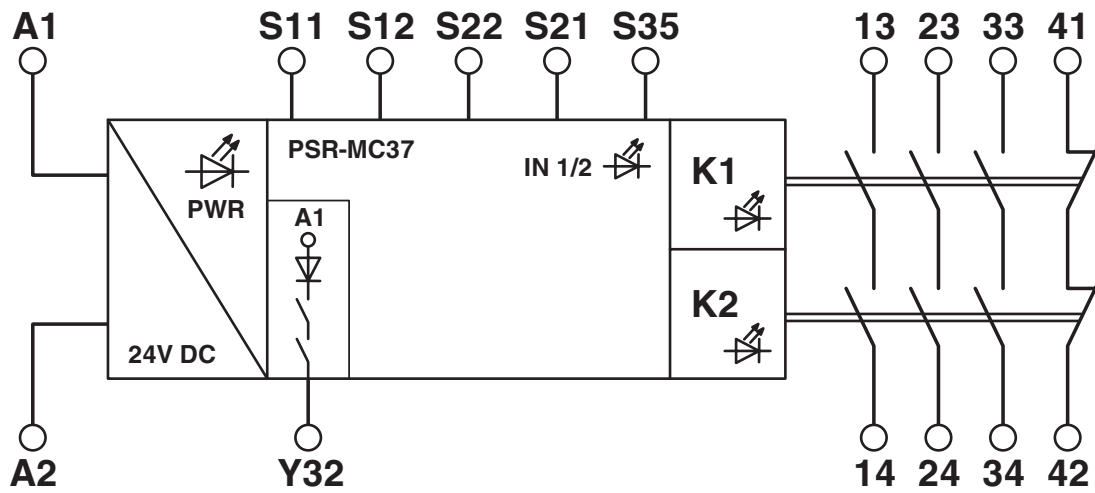 A1 S11 S12 S22 S21 S35 13 23 33 41
PSR-MC37
IN 1/2
K1
PWR
A1
K2
24V DC
A2 Y32 14 24 34 42